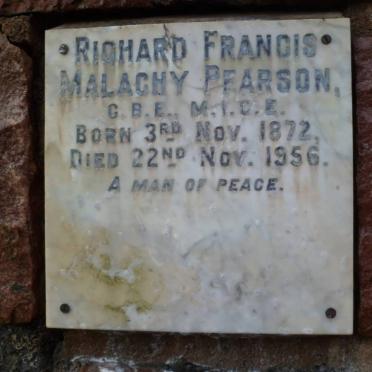 RICHARD FRANCIS
MALACHY PEARSON,
C.B.E., M.I.C.E.
BORN 3RD NOV. 1872.
DIED 22ND NOV. 1956.
A MAN OF PEACE.